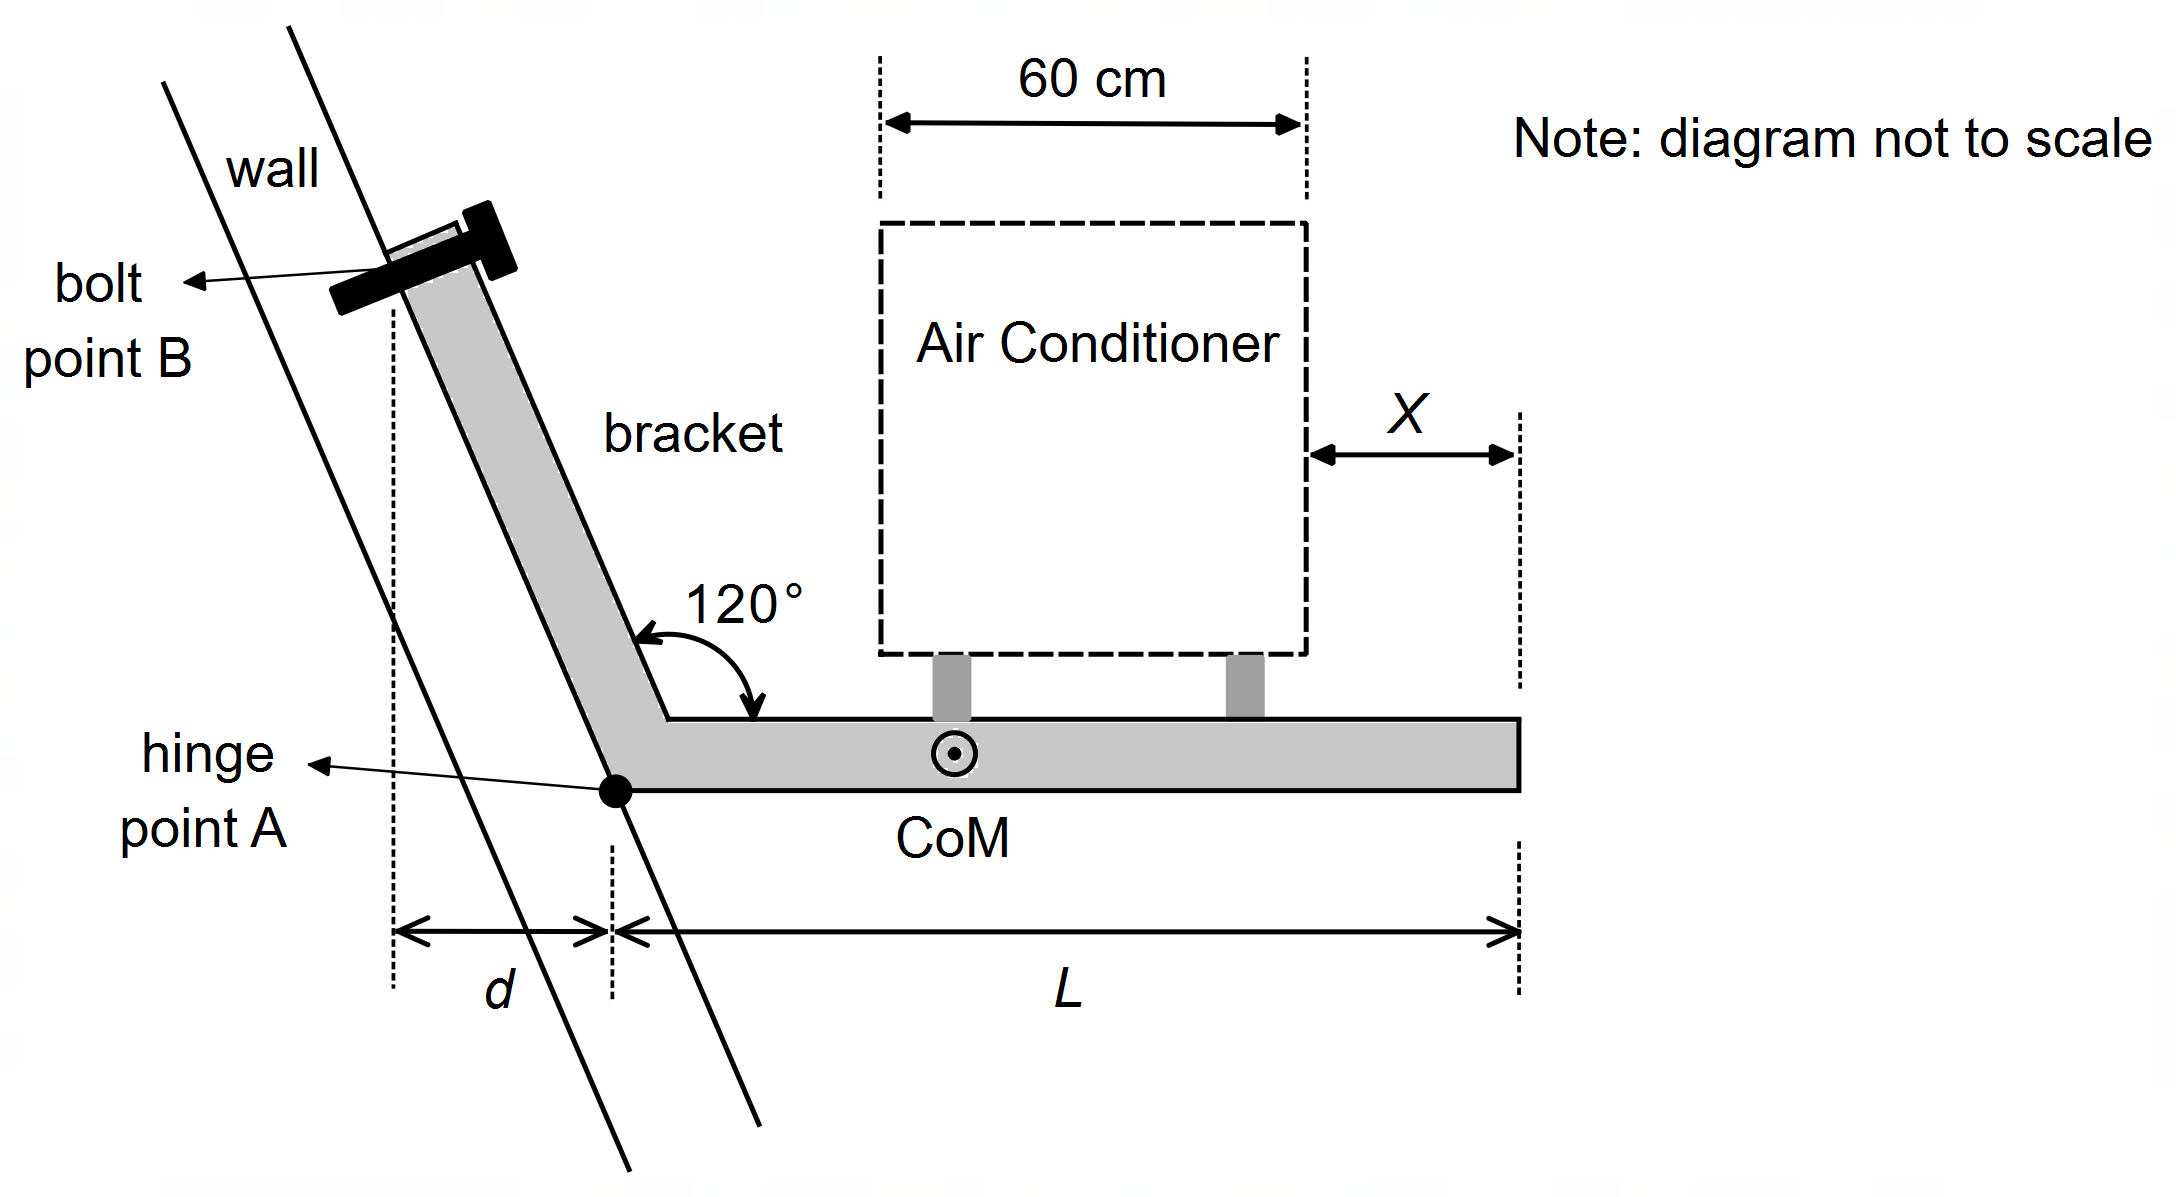 60 cm
Note: diagram not to scale
wall
bolt
point B
Air Conditioner
bracket
X
120°
hinge
point A
CoM
d
L